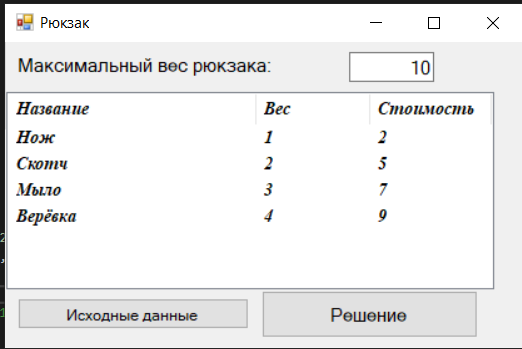 Рюкзак
Максимальный вес рюкзака: 10
Название Вес Стоимость
Нож 1 2
Скотч 2 5
Мыло 3 7
Верёвка 4 9
Исходные данные Решение